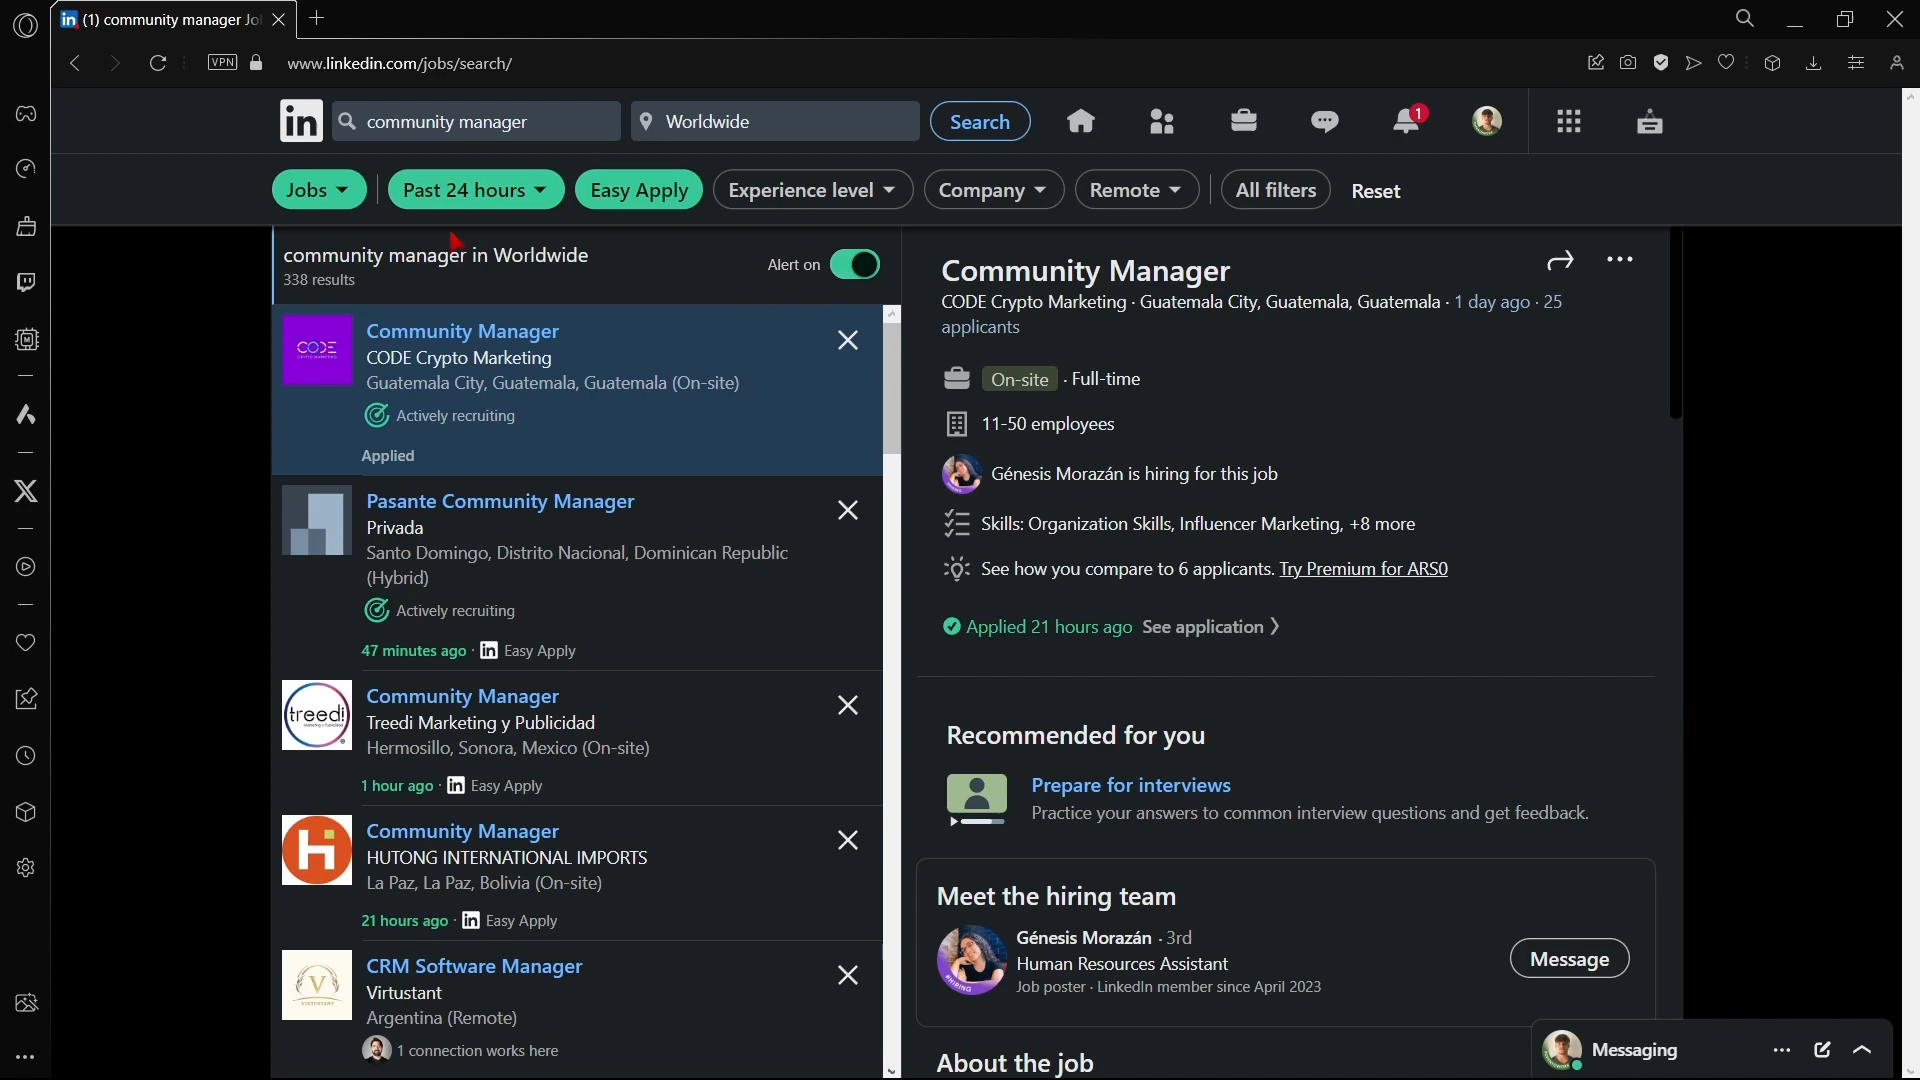 (1) community manager Jo
VPN
www.linkedin.com/jobs/search/
in
community manager
Worldwide
Search
1
Jobs
Past 24 hours
Easy Apply
Experience level
Company
Remote
All filters
Reset
community manager in Worldwide
338 results
Alert on
CODE
Community Manager
CODE Crypto Marketing
Guatemala City, Guatemala, Guatemala (On-site)
Actively recruiting
Applied
Pasante Community Manager
Privada
Santo Domingo, Distrito Nacional, Dominican Republic
(Hybrid)
Actively recruiting
47 minutes ago · in Easy Apply
treedi
Community Manager
Treedi Marketing y Publicidad
Hermosillo, Sonora, Mexico (On-site)
1 hour ago · in Easy Apply
H
Community Manager
HUTONG INTERNATIONAL IMPORTS
La Paz, La Paz, Bolivia (On-site)
21 hours ago · in Easy Apply
V
VIRTUSTANT
CRM Software Manager
Virtustant
Argentina (Remote)
1 connection works here
Community Manager
CODE Crypto Marketing · Guatemala City, Guatemala, Guatemala · 1 day ago · 25
applicants
On-site · Full-time
11-50 employees
Génesis Morazán is hiring for this job
Skills: Organization Skills, Influencer Marketing, +8 more
See how you compare to 6 applicants. Try Premium for ARS0
Applied 21 hours ago See application
Recommended for you
Prepare for interviews
Practice your answers to common interview questions and get feedback.
Meet the hiring team
#HIRING
Génesis Morazán · 3rd
Human Resources Assistant
Job poster · LinkedIn member since April 2023
Message
About the job
Messaging